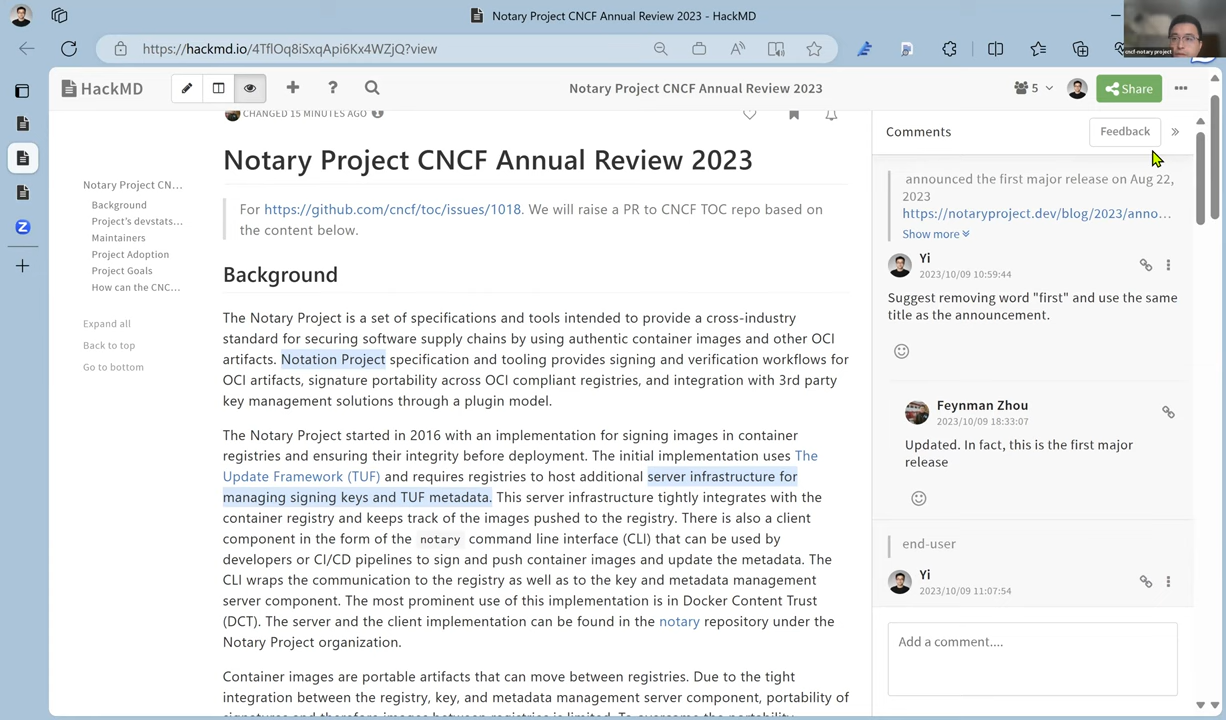 Notary Project CNCF Annual Review 2023 - HackMD
https://hackmd.io/4TflOq8iSxqApi6Kx4WZjQ?view
cncf-notary project
HackMD
Notary Project CNCF Annual Review 2023
5
Share
CHANGED 15 MINUTES AGO
Notary Project CN...
Background
Project's devstats...
Maintainers
Project Adoption
Project Goals
How can the CNC...
Expand all
Back to top
Go to bottom
Notary Project CNCF Annual Review 2023
For https://github.com/cncf/toc/issues/1018. We will raise a PR to CNCF TOC repo based on
the content below.
Background
The Notary Project is a set of specifications and tools intended to provide a cross-industry
standard for securing software supply chains by using authentic container images and other OCI
artifacts. Notation Project specification and tooling provides signing and verification workflows for
OCI artifacts, signature portability across OCI compliant registries, and integration with 3rd party
key management solutions through a plugin model.
The Notary Project started in 2016 with an implementation for signing images in container
registries and ensuring their integrity before deployment. The initial implementation uses The
Update Framework (TUF) and requires registries to host additional server infrastructure for
managing signing keys and TUF metadata. This server infrastructure tightly integrates with the
container registry and keeps track of the images pushed to the registry. There is also a client
component in the form of the notary command line interface (CLI) that can be used by
developers or CI/CD pipelines to sign and push container images and update the metadata. The
CLI wraps the communication to the registry as well as to the key and metadata management
server component. The most prominent use of this implementation is in Docker Content Trust
(DCT). The server and the client implementation can be found in the notary repository under the
Notary Project organization.
Container images are portable artifacts that can move between registries. Due to the tight
integration between the registry, key, and metadata management server component, portability of
signatures and therefore images between registries is limited. To overcome the portability
Comments
Feedback
announced the first major release on Aug 22,
2023
https://notaryproject.dev/blog/2023/anno...
Show more
Yi
2023/10/09 10:59:44
Suggest removing word "first" and use the same
title as the announcement.
Feynman Zhou
2023/10/09 18:33:07
Updated. In fact, this is the first major
release
end-user
Yi
2023/10/09 11:07:54
Add a comment....